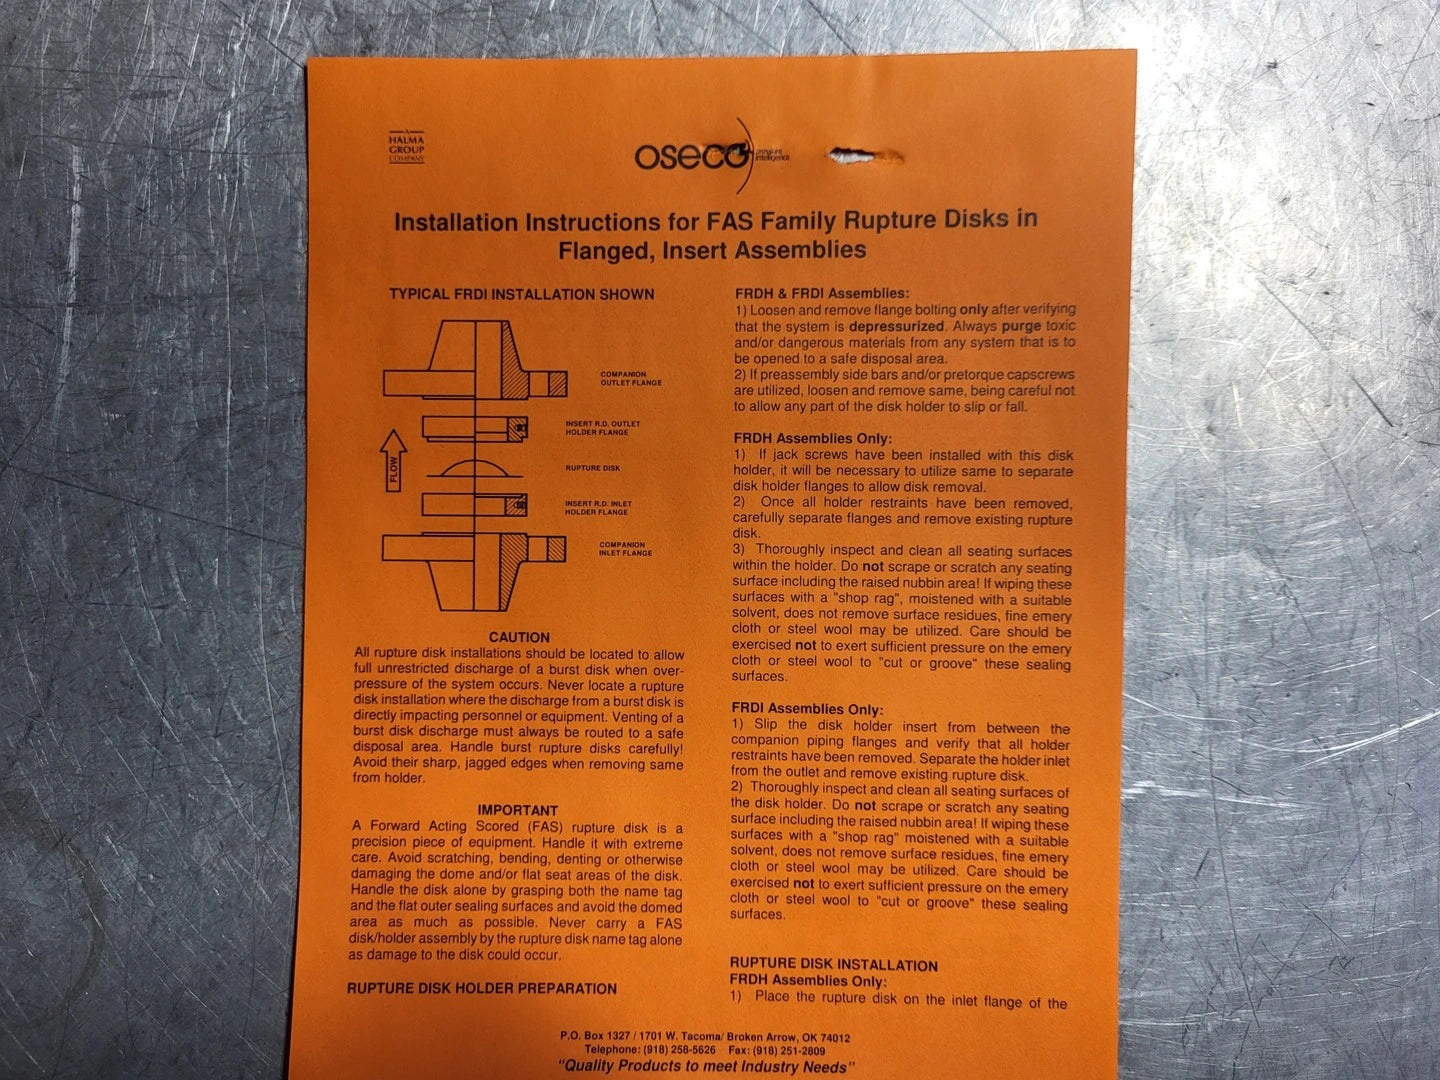 A
HALMA
GROUP
COMPANY
OSECO
pressure
intelligence
Installation Instructions for FAS Family Rupture Disks in
Flanged, Insert Assemblies
TYPICAL FRDI INSTALLATION SHOWN
COMPANION
OUTLET FLANGE
INSERT R.D. OUTLET
HOLDER FLANGE
FLOW
RUPTURE DISK
INSERT R.D. INLET
HOLDER FLANGE
COMPANION
INLET FLANGE
CAUTION
All rupture disk installations should be located to allow
full unrestricted discharge of a burst disk when over-
pressure of the system occurs. Never locate a rupture
disk installation where the discharge from a burst disk is
directly impacting personnel or equipment. Venting of a
burst disk discharge must always be routed to a safe
disposal area. Handle burst rupture disks carefully!
Avoid their sharp, jagged edges when removing same
from holder.
IMPORTANT
A Forward Acting Scored (FAS) rupture disk is a
precision piece of equipment. Handle it with extreme
care. Avoid scratching, bending, denting or otherwise
damaging the dome and/or flat seat areas of the disk.
Handle the disk alone by grasping both the name tag
and the flat outer sealing surfaces and avoid the domed
area as much as possible. Never carry a FAS
disk/holder assembly by the rupture disk name tag alone
as damage to the disk could occur.
RUPTURE DISK HOLDER PREPARATION
FRDH & FRDI Assemblies:
1) Loosen and remove flange bolting only after verifying
that the system is depressurized. Always purge toxic
and/or dangerous materials from any system that is to
be opened to a safe disposal area.
2) If preassembly side bars and/or pretorque capscrews
are utilized, loosen and remove same, being careful not
to allow any part of the disk holder to slip or fall.
FRDH Assemblies Only:
1) If jack screws have been installed with this disk
holder, it will be necessary to utilize same to separate
disk holder flanges to allow disk removal.
2) Once all holder restraints have been removed,
carefully separate flanges and remove existing rupture
disk.
3) Thoroughly inspect and clean all seating surfaces
within the holder. Do not scrape or scratch any seating
surface including the raised nubbin area! If wiping these
surfaces with a "shop rag", moistened with a suitable
solvent, does not remove surface residues, fine emery
cloth or steel wool may be utilized. Care should be
exercised not to exert sufficient pressure on the emery
cloth or steel wool to "cut or groove" these sealing
surfaces.
FRDI Assemblies Only:
1) Slip the disk holder insert from between the
companion piping flanges and verify that all holder
restraints have been removed. Separate the holder inlet
from the outlet and remove existing rupture disk.
2) Thoroughly inspect and clean all seating surfaces of
the disk holder. Do not scrape or scratch any seating
surface including the raised nubbin area! If wiping these
surfaces with a "shop rag" moistened with a suitable
solvent, does not remove surface residues, fine emery
cloth or steel wool may be utilized. Care should be
exercised not to exert sufficient pressure on the emery
cloth or steel wool to "cut or groove" these sealing
surfaces.
RUPTURE DISK INSTALLATION
FRDH Assemblies Only:
1) Place the rupture disk on the inlet flange of the
P.O. Box 1327 / 1701 W. Tacoma/ Broken Arrow, OK 74012
Telephone: (918) 258-5626 Fax: (918) 251-2809
"Quality Products to meet Industry Needs"